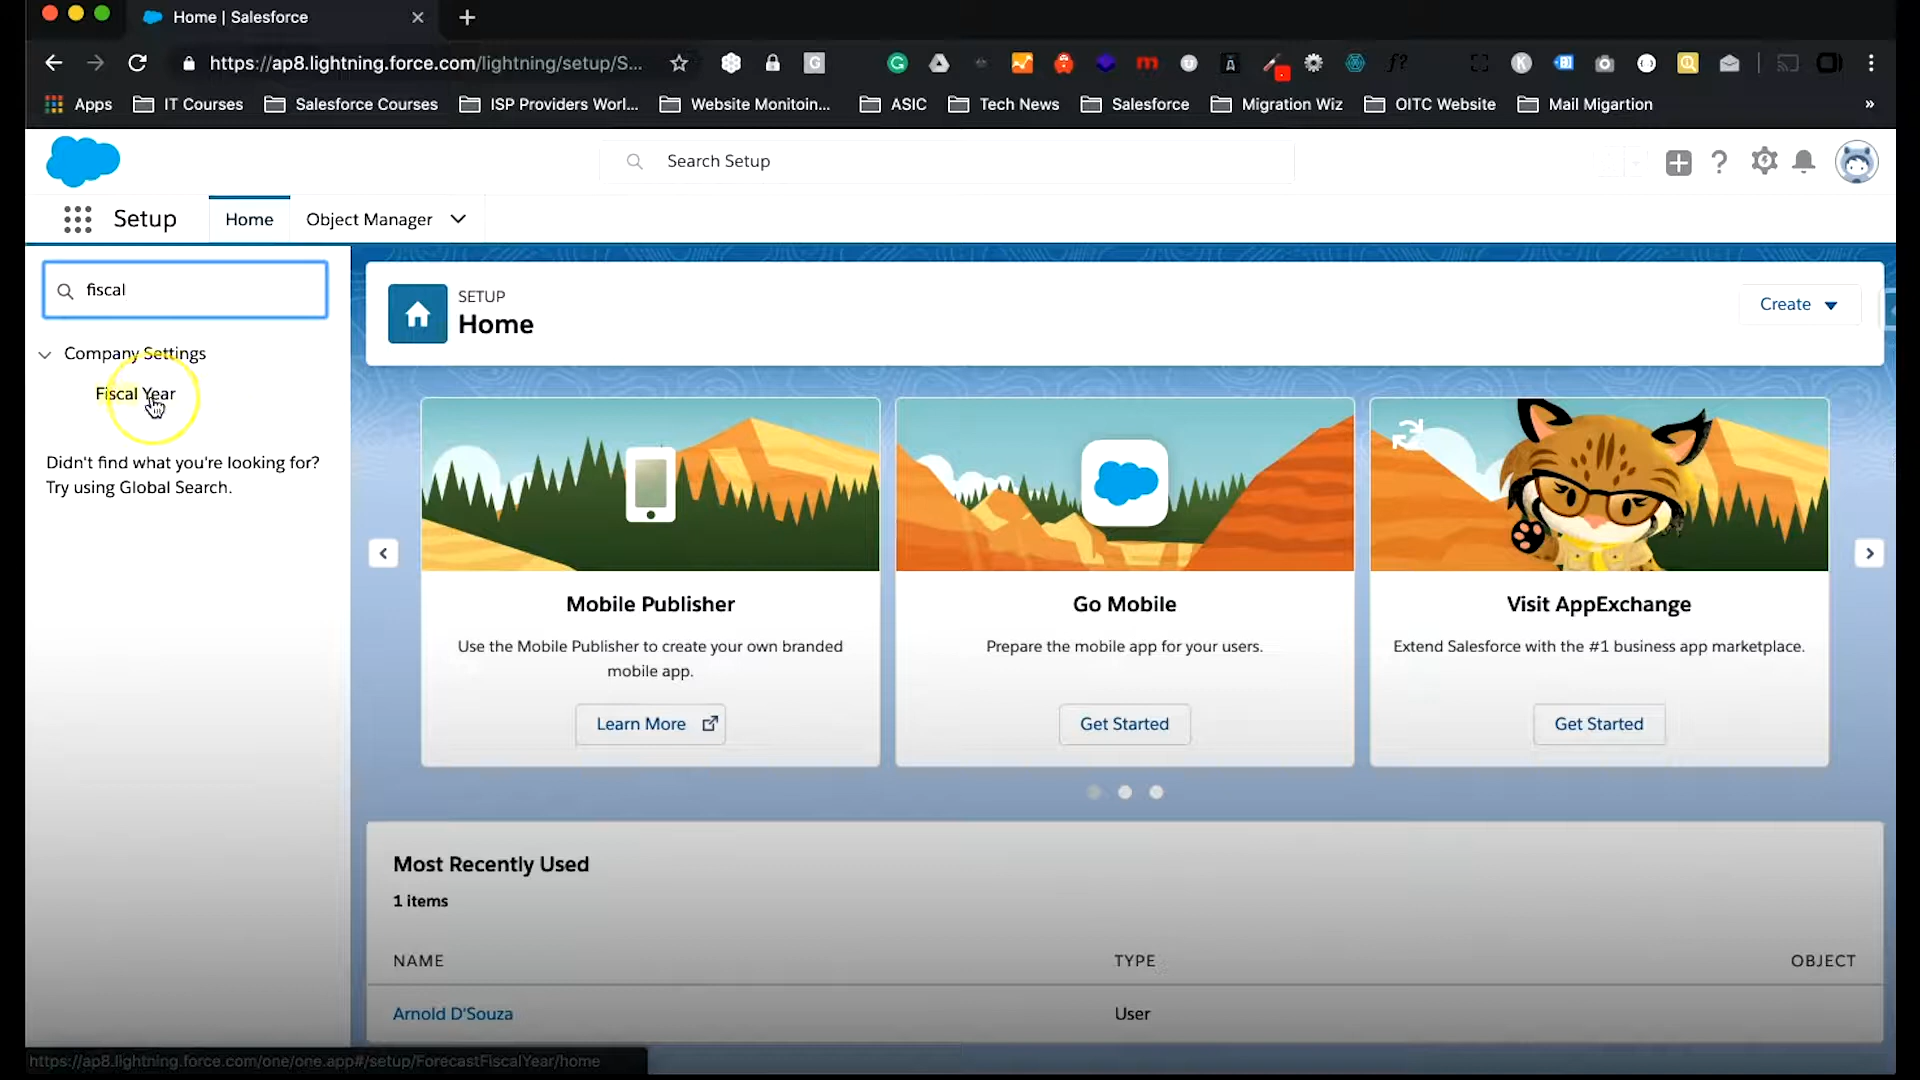 Home | Salesforce
https://ap8.lightning.force.com/lightning/setup/S...
Apps
IT Courses
Salesforce Courses
ISP Providers Worl...
Website Monitoin...
ASIC
Tech News
Salesforce
Migration Wiz
OITC Website
Mail Migartion
»
Search Setup
Setup
Home
Object Manager
fiscal
Company Settings
Fiscal Year
Didn't find what you're looking for?
Try using Global Search.
SETUP
Home
Create
Mobile Publisher
Use the Mobile Publisher to create your own branded
mobile app.
Learn More
Go Mobile
Prepare the mobile app for your users.
Get Started
Visit AppExchange
Extend Salesforce with the #1 business app marketplace.
Get Started
Most Recently Used
1 items
NAME
TYPE
OBJECT
Arnold D'Souza
User
https://ap8.lightning.force.com/one/one.app#/setup/ForecastFiscalYear/home